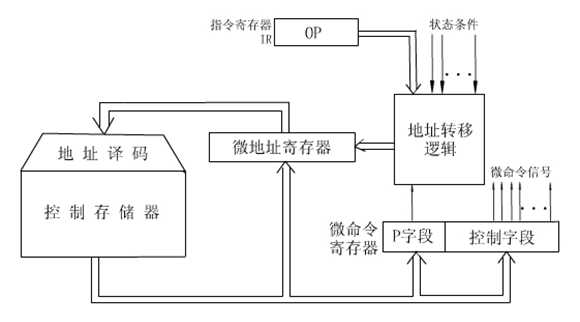 指令寄存器
IR
OP
状态条件
地址转移
逻辑
微地址寄存器
地址译码
控制存储器
微命令信号
微命令
寄存器
P字段
控制字段